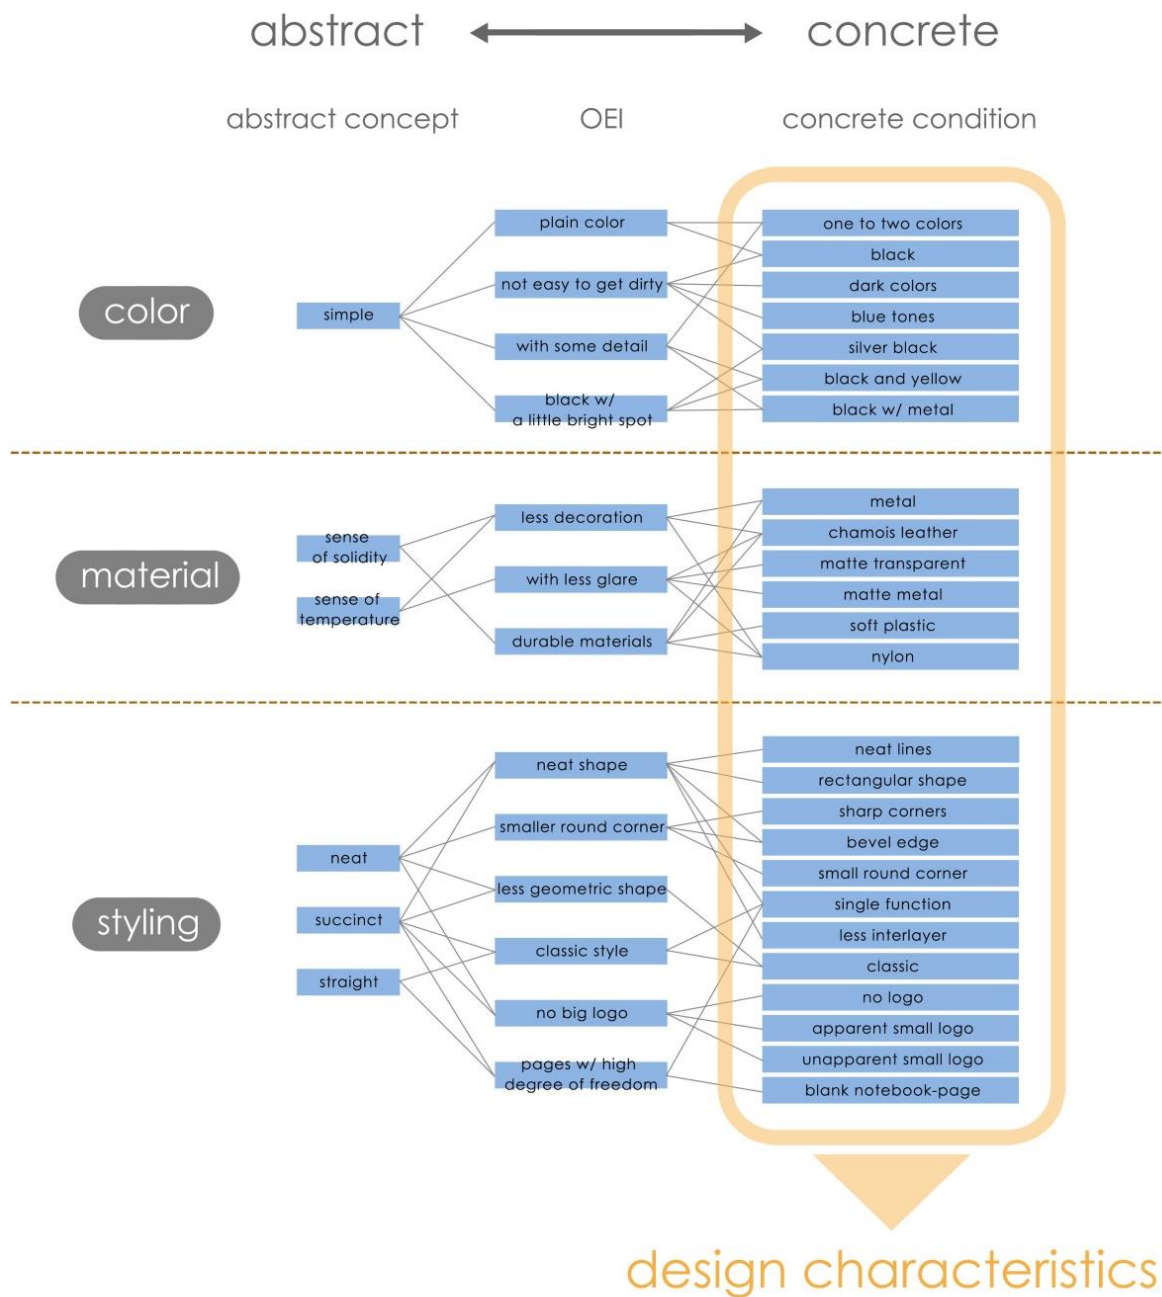 abstract concrete
abstract concept OEI concrete condition
color
simple
plain color
not easy to get dirty
with some detail
black w/
a little bright spot
one to two colors
black
dark colors
blue tones
silver black
black and yellow
black w/ metal
material
sense
of solidity
sense of
temperature
less decoration
with less glare
durable materials
metal
chamois leather
matte transparent
matte metal
soft plastic
nylon
styling
neat
succinct
straight
neat shape
smaller round corner
less geometric shape
classic style
no big logo
pages w/ high
degree of freedom
neat lines
rectangular shape
sharp corners
bevel edge
small round corner
single function
less interlayer
classic
no logo
apparent small logo
unapparent small logo
blank notebook-page
design characteristics